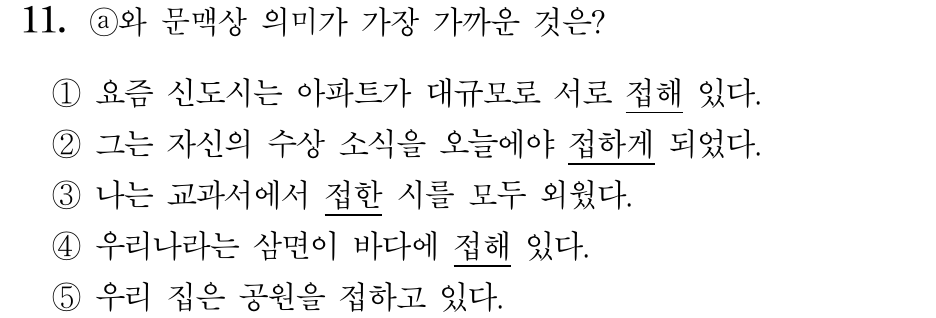 11. ⓐ와 문맥상 의미가 가장 가까운 것은?
① 요즘 신도시는 아파트가 대규모로 서로 접해 있다.
② 그는 자신의 수상 소식을 오늘에야 접하게 되었다.
③ 나는 교과서에서 접한 시를 모두 외웠다.
④ 우리나라는 삼면이 바다에 접해 있다.
⑤ 우리 집은 공원을 접하고 있다.